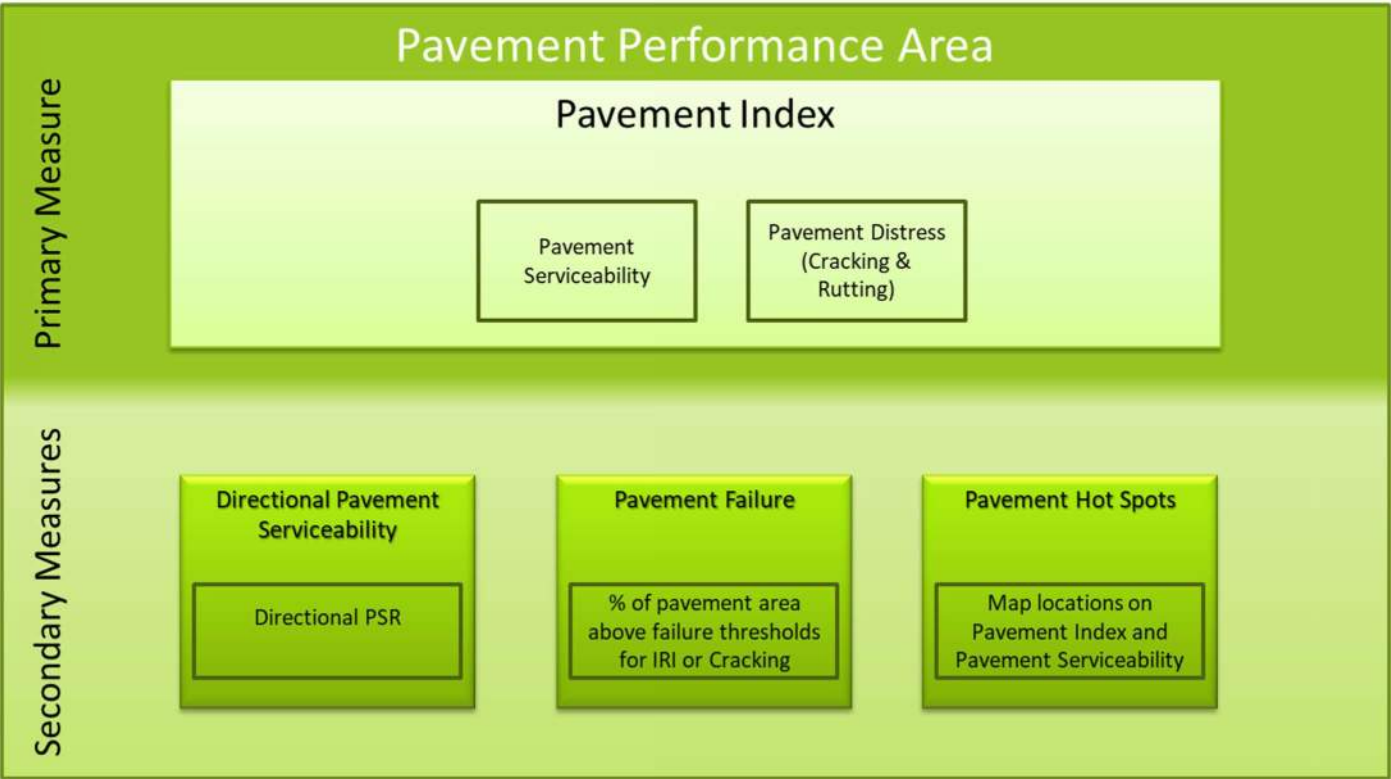 Pavement Performance Area
Primary Measure
Pavement Index
Pavement
Serviceability
Pavement Distress
(Cracking &
Rutting)
Secondary Measures
Directional Pavement
Serviceability
Directional PSR
Pavement Failure
% of pavement area
above failure thresholds
for IRI or Cracking
Pavement Hot Spots
Map locations on
Pavement Index and
Pavement Serviceability